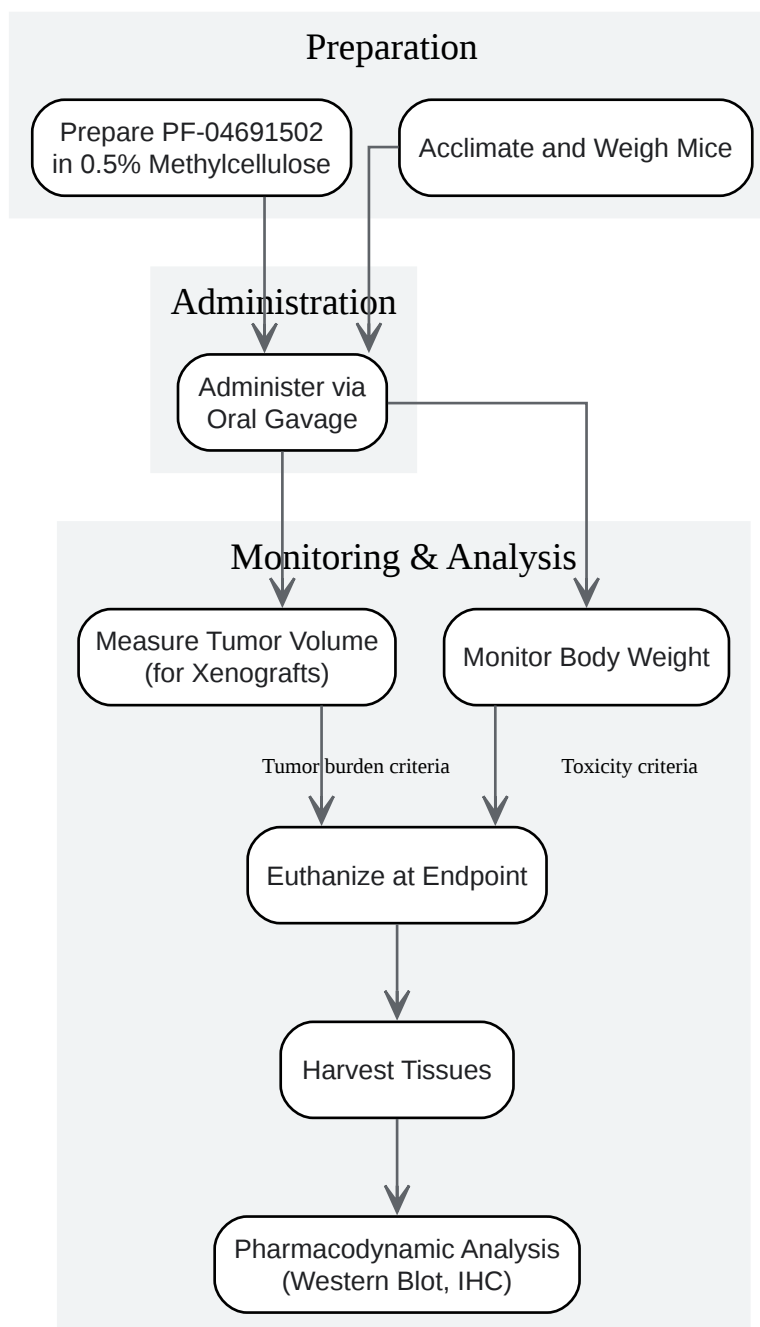 Preparation
Prepare PF-04691502
in 0.5% Methylcellulose
Acclimate and Weigh Mice
Administration
Administer via
Oral Gavage
Monitoring & Analysis
Measure Tumor Volume
(for Xenografts)
Monitor Body Weight
Tumor burden criteria
Toxicity criteria
Euthanize at Endpoint
Harvest Tissues
Pharmacodynamic Analysis
(Western Blot, IHC)